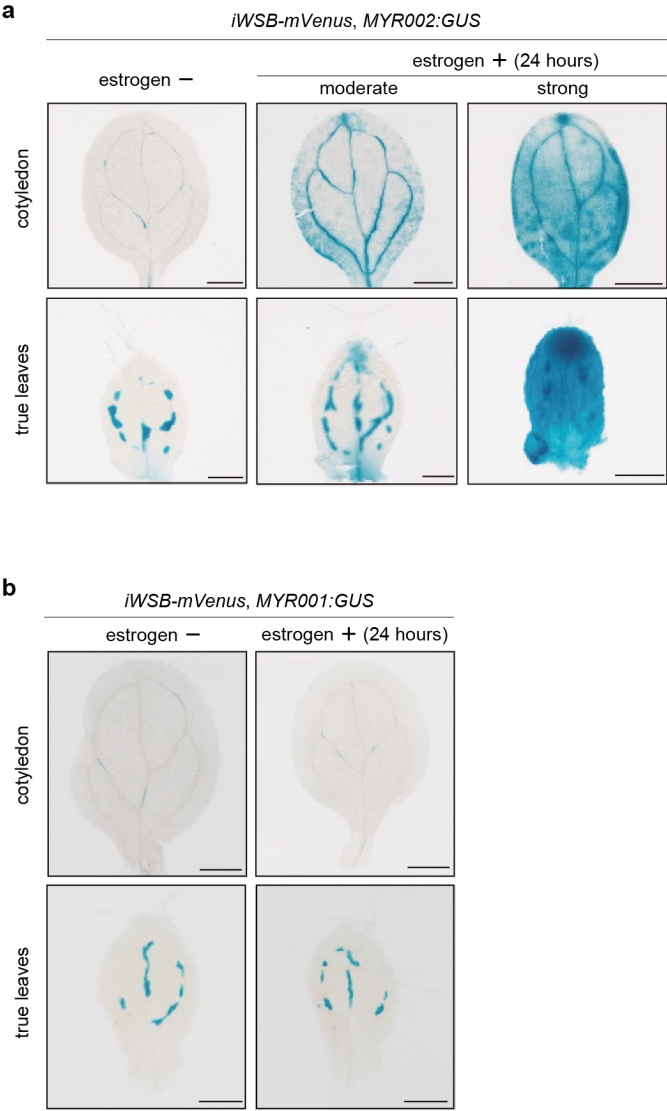 a
iWSB-mVenus, MYR002:GUS
estrogen −
estrogen + (24 hours)
moderate
strong
cotyledon
true leaves
b
iWSB-mVenus, MYR001:GUS
estrogen −
estrogen + (24 hours)
cotyledon
true leaves